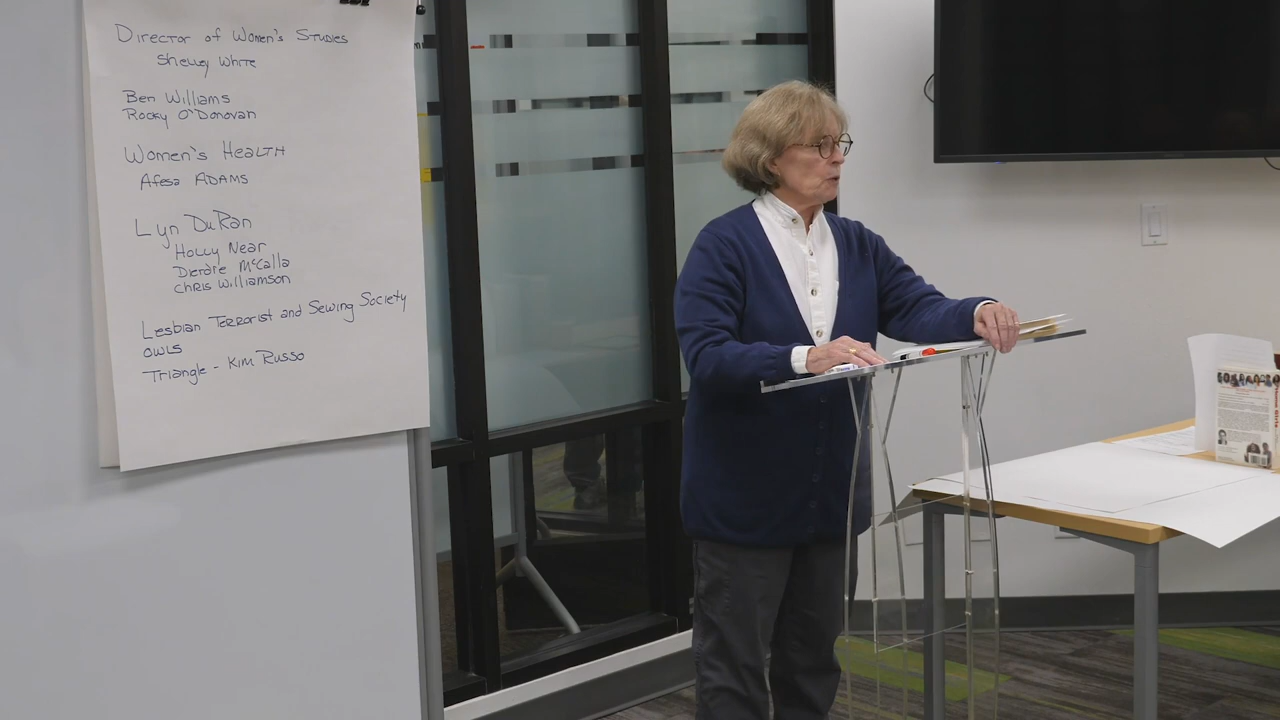 Director of Women's Studies
Shelley White
Ben Williams
Rocky O'Donovan
Women's Health
Afesa Adams
Lyn DuRan
Holly Near
Dierdre McCalla
Chris Williamson
Lesbian Terrorist and Sewing Society
OWLS
Triangle - Kim Russo